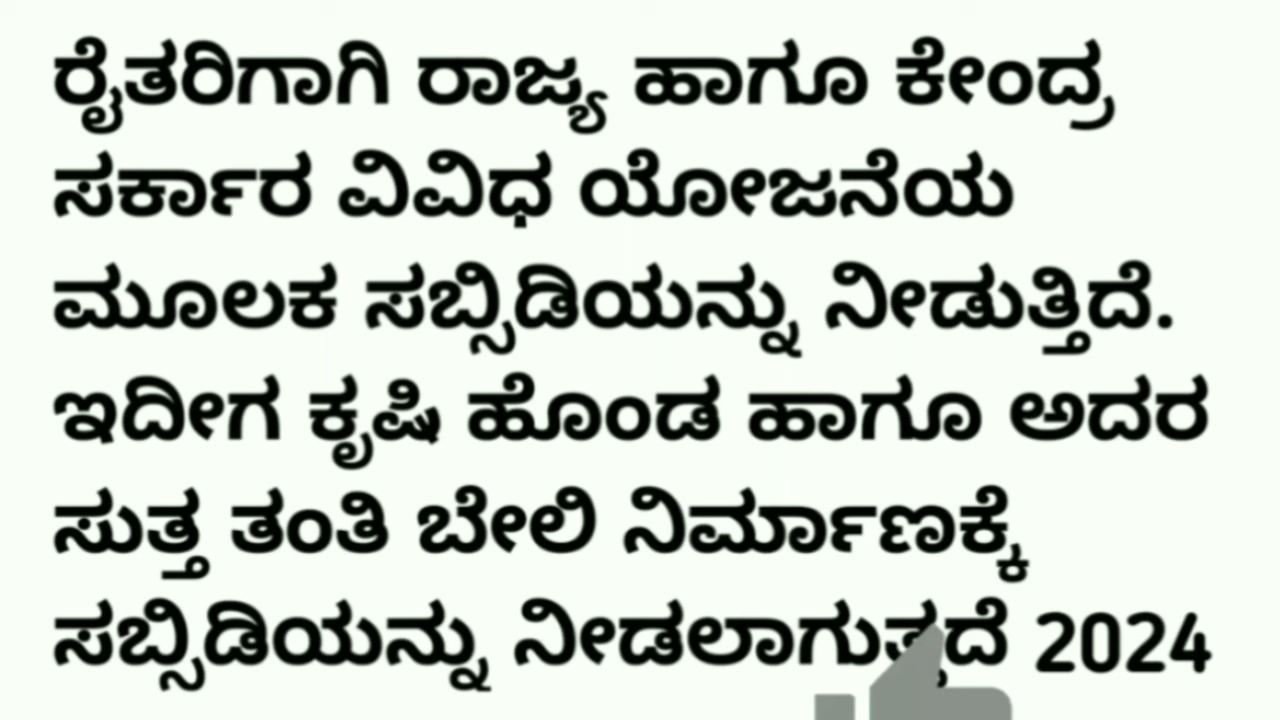 ರೈತರಿಗಾಗಿ ರಾಜ್ಯ ಹಾಗೂ ಕೇಂದ್ರ
ಸರ್ಕಾರ ವಿವಿಧ ಯೋಜನೆಯ
ಮೂಲಕ ಸಬ್ಸಿಡಿಯನ್ನು ನೀಡುತ್ತಿದೆ.
ಇದೀಗ ಕೃಷಿ ಹೊಂಡ ಹಾಗೂ ಅದರ
ಸುತ್ತ ತಂತಿ ಬೇಲಿ ನಿರ್ಮಾಣಕ್ಕೆ
ಸಬ್ಸಿಡಿಯನ್ನು ನೀಡಲಾಗುತ್ತದೆ 2024